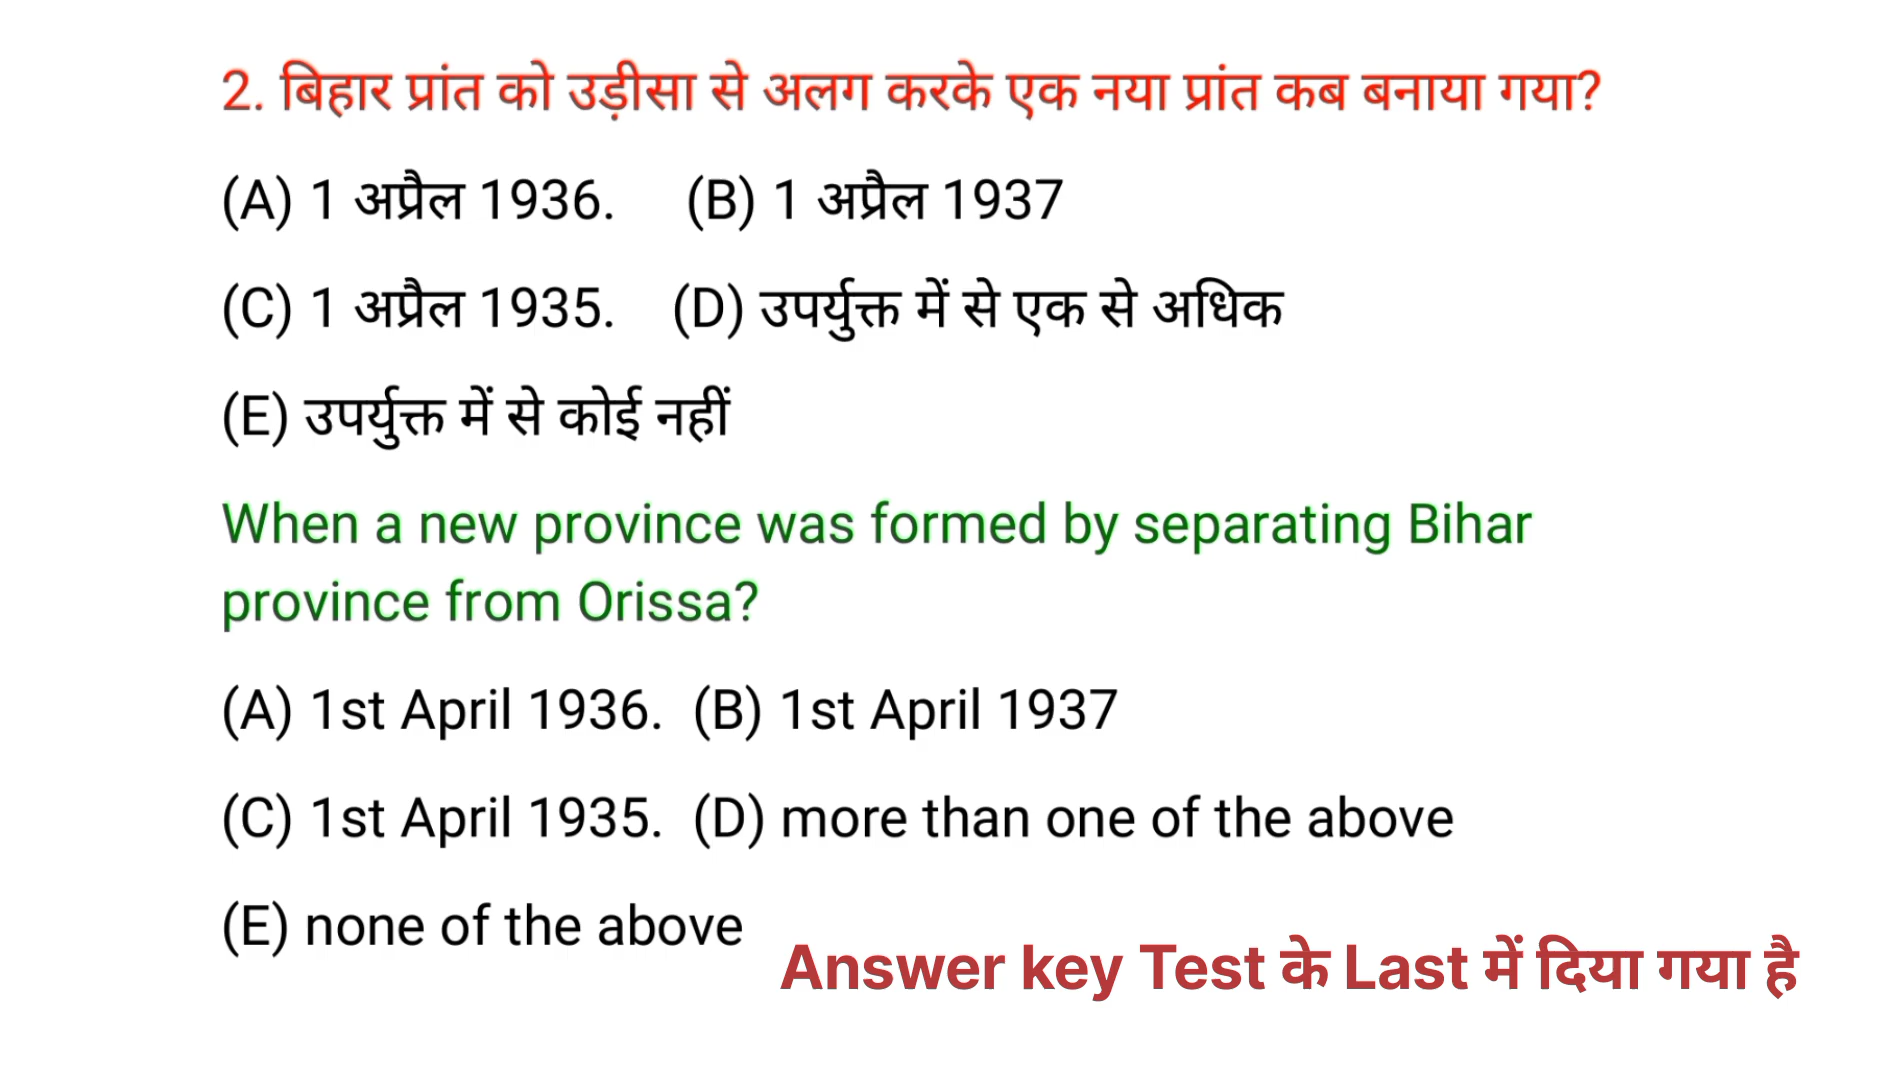 2. बिहार प्रांत को उड़ीसा से अलग करके एक नया प्रांत कब बनाया गया?
(A) 1 अप्रैल 1936. (B) 1 अप्रैल 1937
(C) 1 अप्रैल 1935. (D) उपर्युक्त में से एक से अधिक
(E) उपर्युक्त में से कोई नहीं
When a new province was formed by separating Bihar
province from Orissa?
(A) 1st April 1936. (B) 1st April 1937
(C) 1st April 1935. (D) more than one of the above
(E) none of the above
Answer key Test के Last में दिया गया है